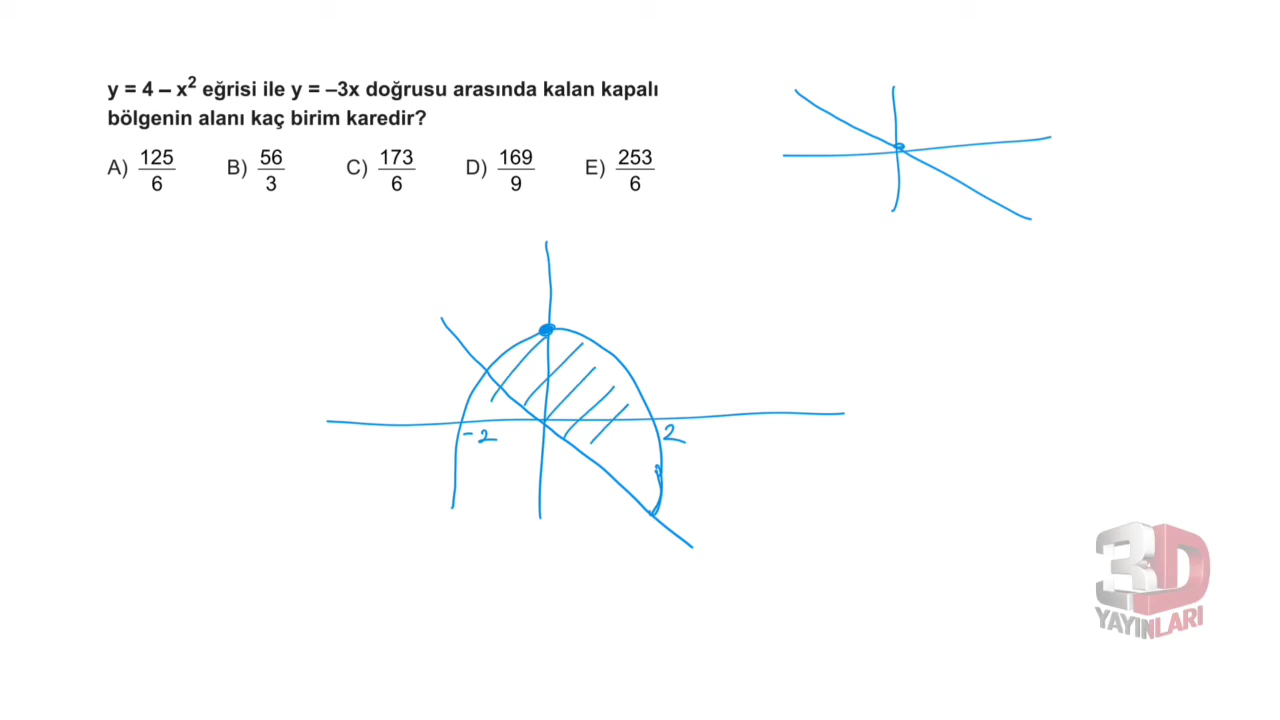 y = 4 – x² eğrisi ile y = –3x doğrusu arasında kalan kapalı
bölgenin alanı kaç birim karedir?
A) 125/6 B) 56/3 C) 173/6 D) 169/9 E) 253/6
-2 2
3D
YAYINLARI